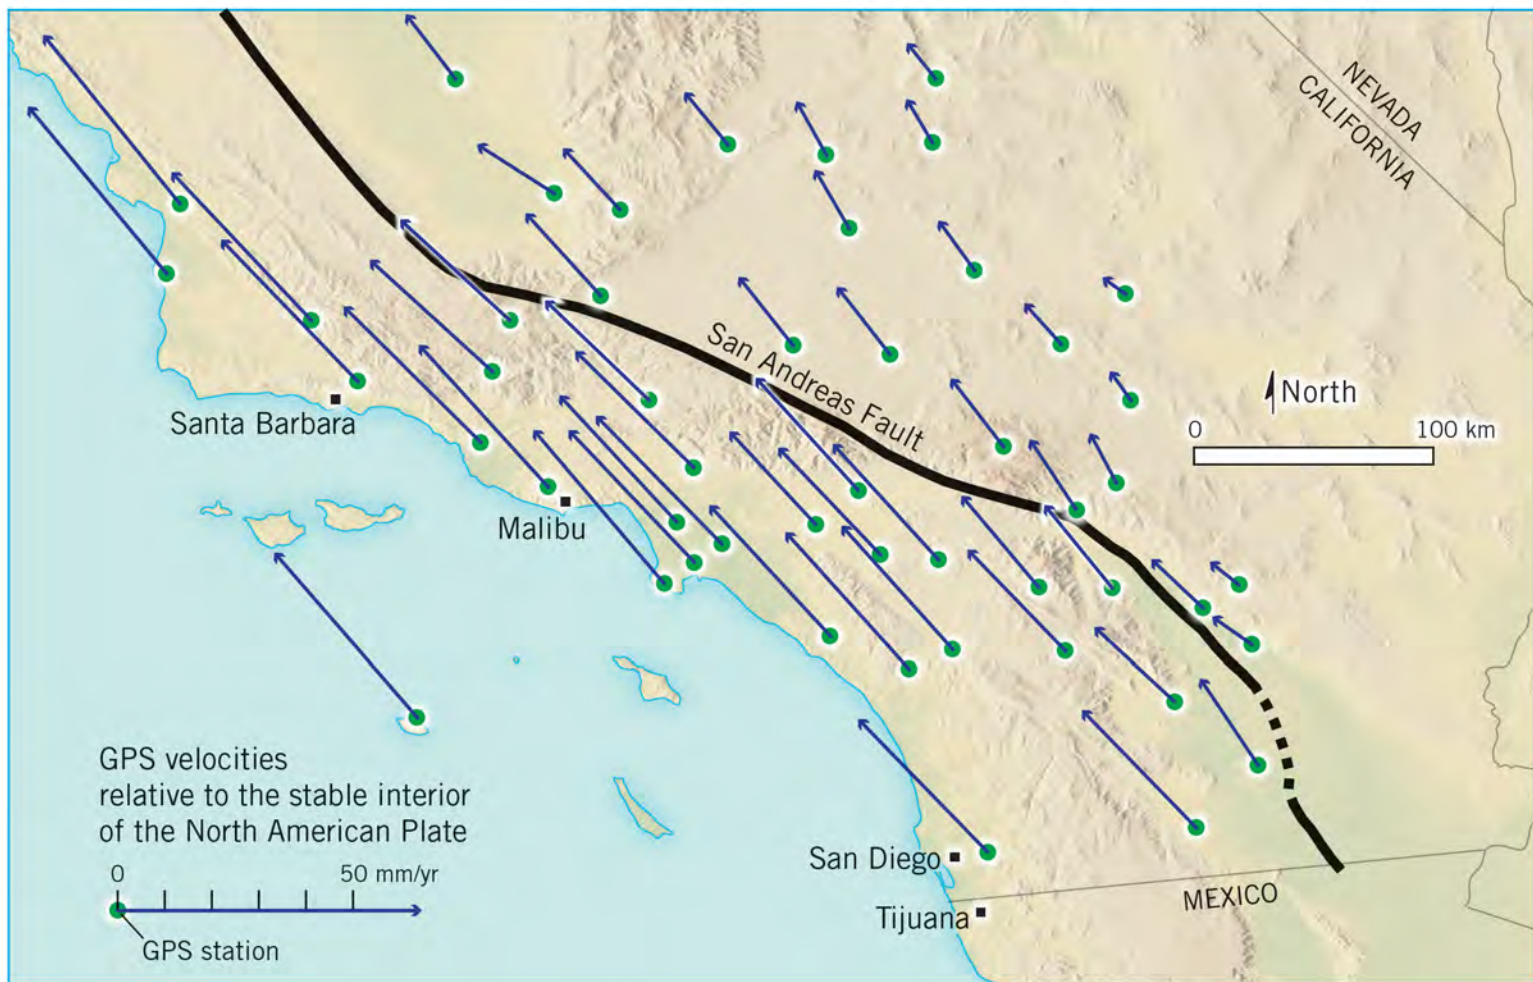 NEVADA
CALIFORNIA
San Andreas Fault
North
0 100 km
Santa Barbara
Malibu
GPS velocities
relative to the stable interior
of the North American Plate
0 50 mm/yr
GPS station
San Diego
MEXICO
Tijuana